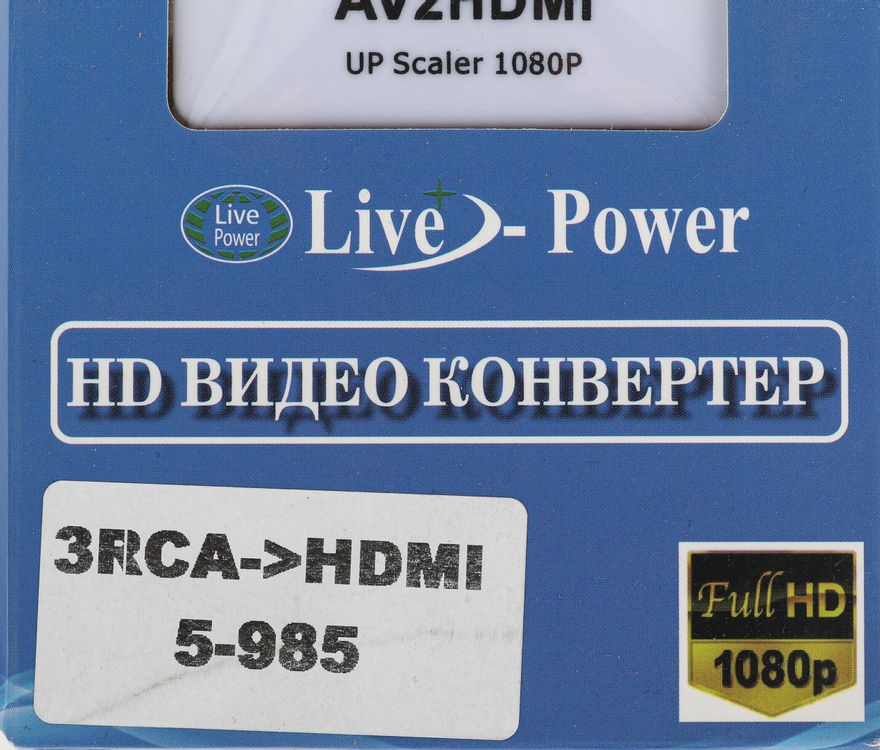 AV2HDMI
UP Scaler 1080P
Live
Power
Live - Power
HD ВИДЕО КОНВЕРТЕР
3RCA->HDMI
5-985
Full HD
1080p